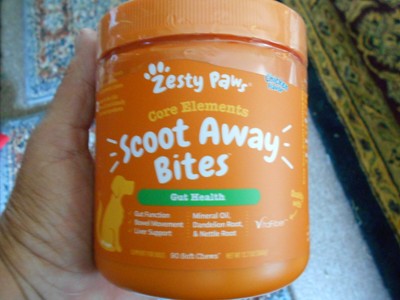 Zesty Paws
Core Elements
Scoot Away
Bites
Gut Health
Gut Function
Bowel Movement
Liver Support
Mineral Oil,
Dandelion Root,
& Nettle Root
VitaFiber
90 Soft Chews